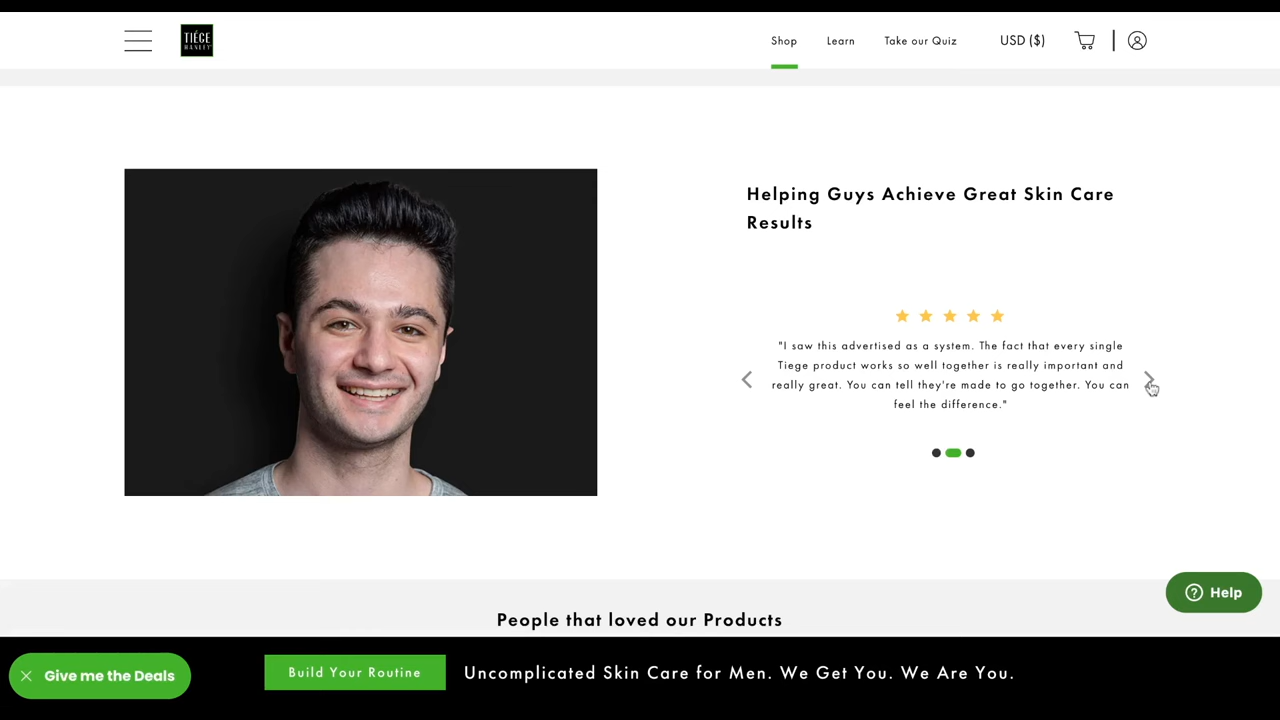 TIÉGE
HANLEY
Shop
Learn
Take our Quiz
USD ($)
Helping Guys Achieve Great Skin Care
Results
"I saw this advertised as a system. The fact that every single
Tiege product works so well together is really important and
really great. You can tell they're made to go together. You can
feel the difference."
Help
People that loved our Products
Give me the Deals
Build Your Routine
Uncomplicated Skin Care for Men. We Get You. We Are You.